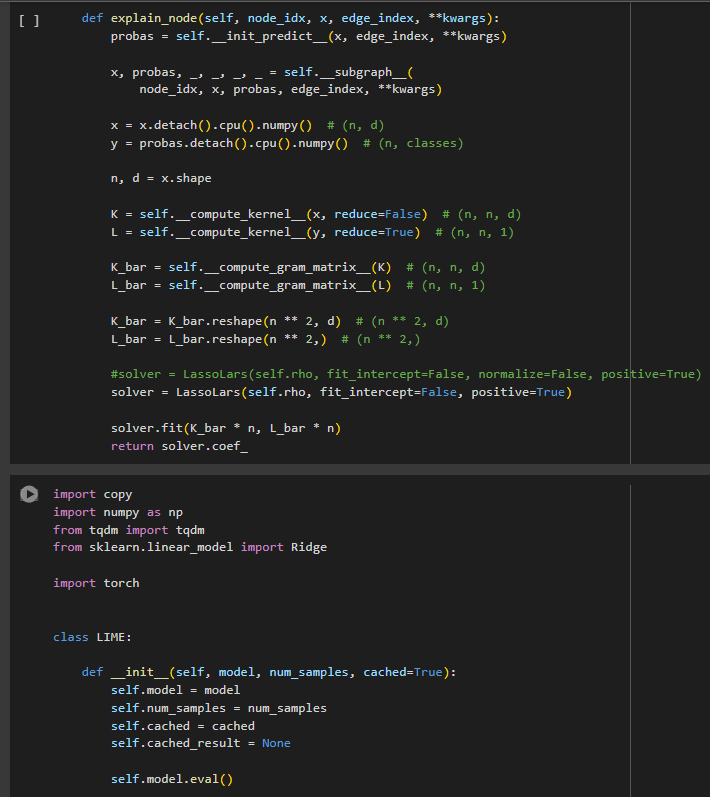 [ ]
def explain_node(self, node_idx, x, edge_index, **kwargs):
probas = self.__init_predict__(x, edge_index, **kwargs)
x, probas, _, _, _, _ = self.__subgraph__(
node_idx, x, probas, edge_index, **kwargs)
x = x.detach().cpu().numpy()  # (n, d)
y = probas.detach().cpu().numpy()  # (n, classes)
n, d = x.shape
K = self.__compute_kernel__(x, reduce=False)  # (n, n, d)
L = self.__compute_kernel__(y, reduce=True)  # (n, n, 1)
K_bar = self.__compute_gram_matrix__(K)  # (n, n, d)
L_bar = self.__compute_gram_matrix__(L)  # (n, n, 1)
K_bar = K_bar.reshape(n ** 2, d)  # (n ** 2, d)
L_bar = L_bar.reshape(n ** 2,)  # (n ** 2,)
#solver = LassoLars(self.rho, fit_intercept=False, normalize=False, positive=True)
solver = LassoLars(self.rho, fit_intercept=False, positive=True)
solver.fit(K_bar * n, L_bar * n)
return solver.coef_
import copy
import numpy as np
from tqdm import tqdm
from sklearn.linear_model import Ridge
import torch
class LIME:
def __init__(self, model, num_samples, cached=True):
self.model = model
self.num_samples = num_samples
self.cached = cached
self.cached_result = None
self.model.eval()